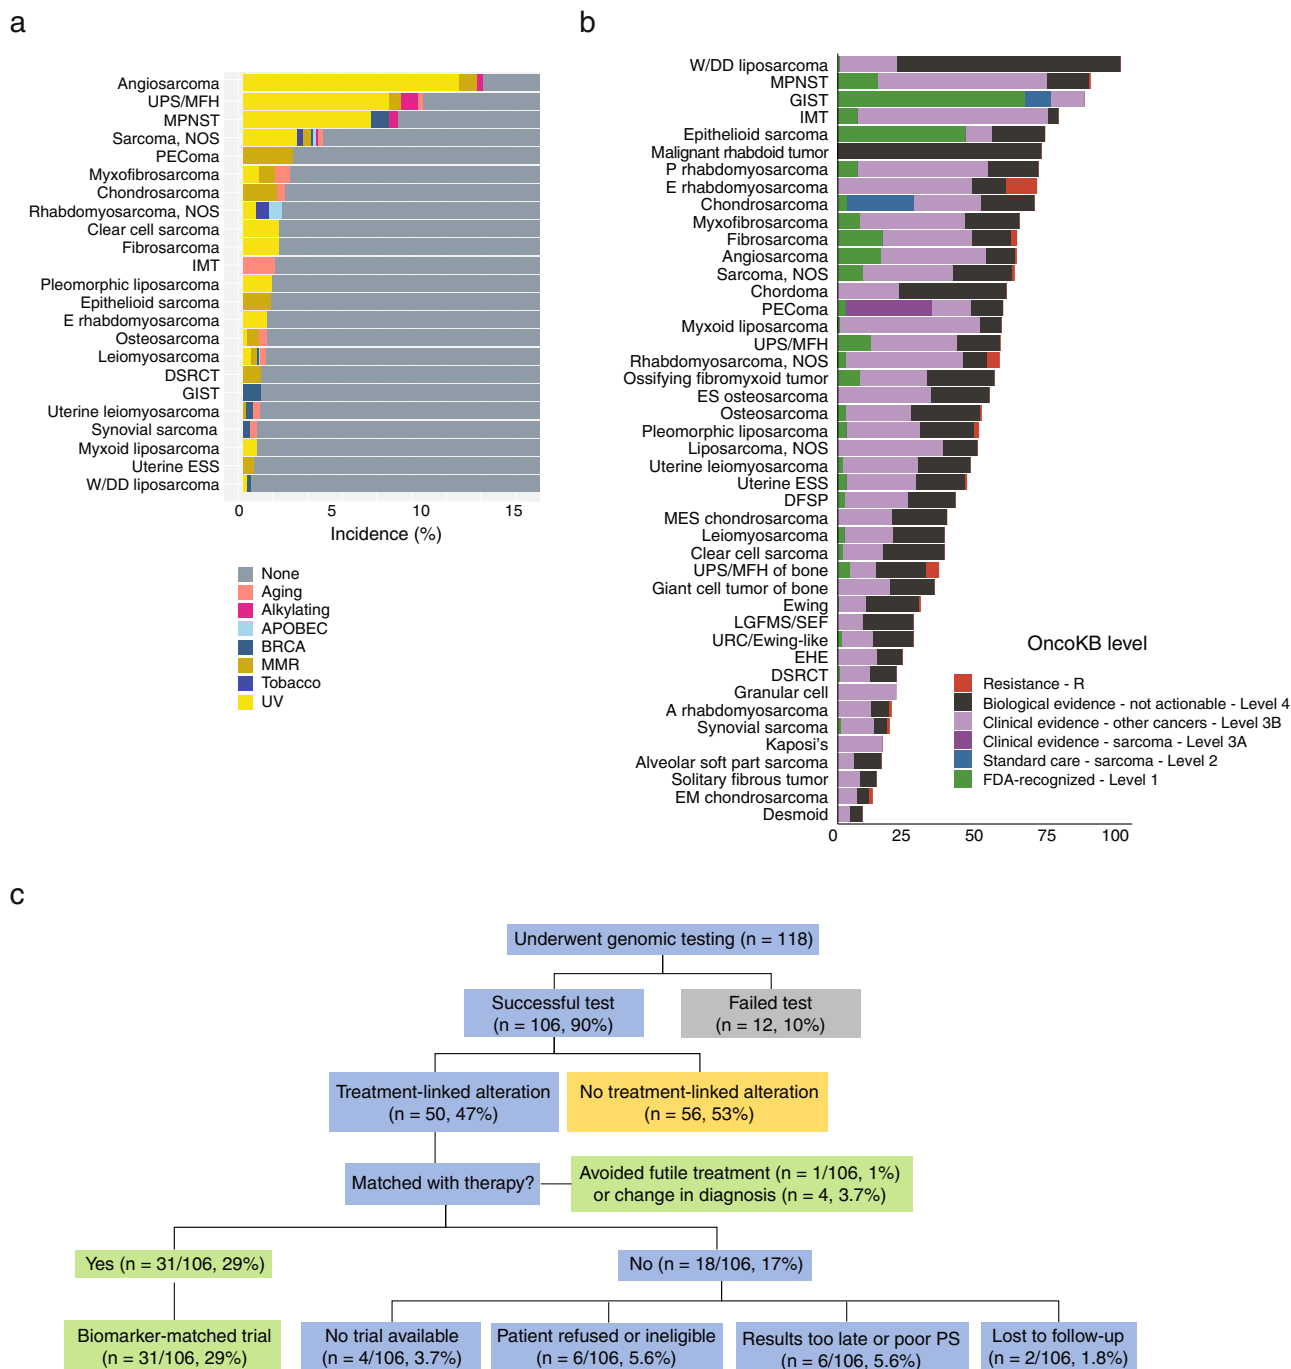 a
Angiosarcoma
UPS/MFH
MPNST
Sarcoma, NOS
PEComa
Myxofibrosarcoma
Chondrosarcoma
Rhabdomyosarcoma, NOS
Clear cell sarcoma
Fibrosarcoma
IMT
Pleomorphic liposarcoma
Epithelioid sarcoma
E rhabdomyosarcoma
Osteosarcoma
Leiomyosarcoma
DSRCT
GIST
Uterine leiomyosarcoma
Synovial sarcoma
Myxoid liposarcoma
Uterine ESS
W/DD liposarcoma
0 5 10 15
Incidence (%)
None
Aging
Alkylating
APOBEC
BRCA
MMR
Tobacco
UV
b
W/DD liposarcoma
MPNST
GIST
IMT
Epithelioid sarcoma
Malignant rhabdoid tumor
P rhabdomyosarcoma
E rhabdomyosarcoma
Chondrosarcoma
Myxofibrosarcoma
Fibrosarcoma
Angiosarcoma
Sarcoma, NOS
Chordoma
PEComa
Myxoid liposarcoma
UPS/MFH
Rhabdomyosarcoma, NOS
Ossifying fibromyxoid tumor
ES osteosarcoma
Osteosarcoma
Pleomorphic liposarcoma
Liposarcoma, NOS
Uterine leiomyosarcoma
Uterine ESS
DFSP
MES chondrosarcoma
Leiomyosarcoma
Clear cell sarcoma
UPS/MFH of bone
Giant cell tumor of bone
Ewing
LGFMS/SEF
URC/Ewing-like
EHE
DSRCT
Granular cell
A rhabdomyosarcoma
Synovial sarcoma
Kaposi's
Alveolar soft part sarcoma
Solitary fibrous tumor
EM chondrosarcoma
Desmoid
0 25 50 75 100
OncoKB level
Resistance - R
Biological evidence - not actionable - Level 4
Clinical evidence - other cancers - Level 3B
Clinical evidence - sarcoma - Level 3A
Standard care - sarcoma - Level 2
FDA-recognized - Level 1
c
Underwent genomic testing (n = 118)
Successful test
(n = 106, 90%)
Failed test
(n = 12, 10%)
Treatment-linked alteration
(n = 50, 47%)
No treatment-linked alteration
(n = 56, 53%)
Matched with therapy?
Avoided futile treatment (n = 1/106, 1%)
or change in diagnosis (n = 4, 3.7%)
Yes (n = 31/106, 29%)
No (n = 18/106, 17%)
Biomarker-matched trial
(n = 31/106, 29%)
No trial available
(n = 4/106, 3.7%)
Patient refused or ineligible
(n = 6/106, 5.6%)
Results too late or poor PS
(n = 6/106, 5.6%)
Lost to follow-up
(n = 2/106, 1.8%)